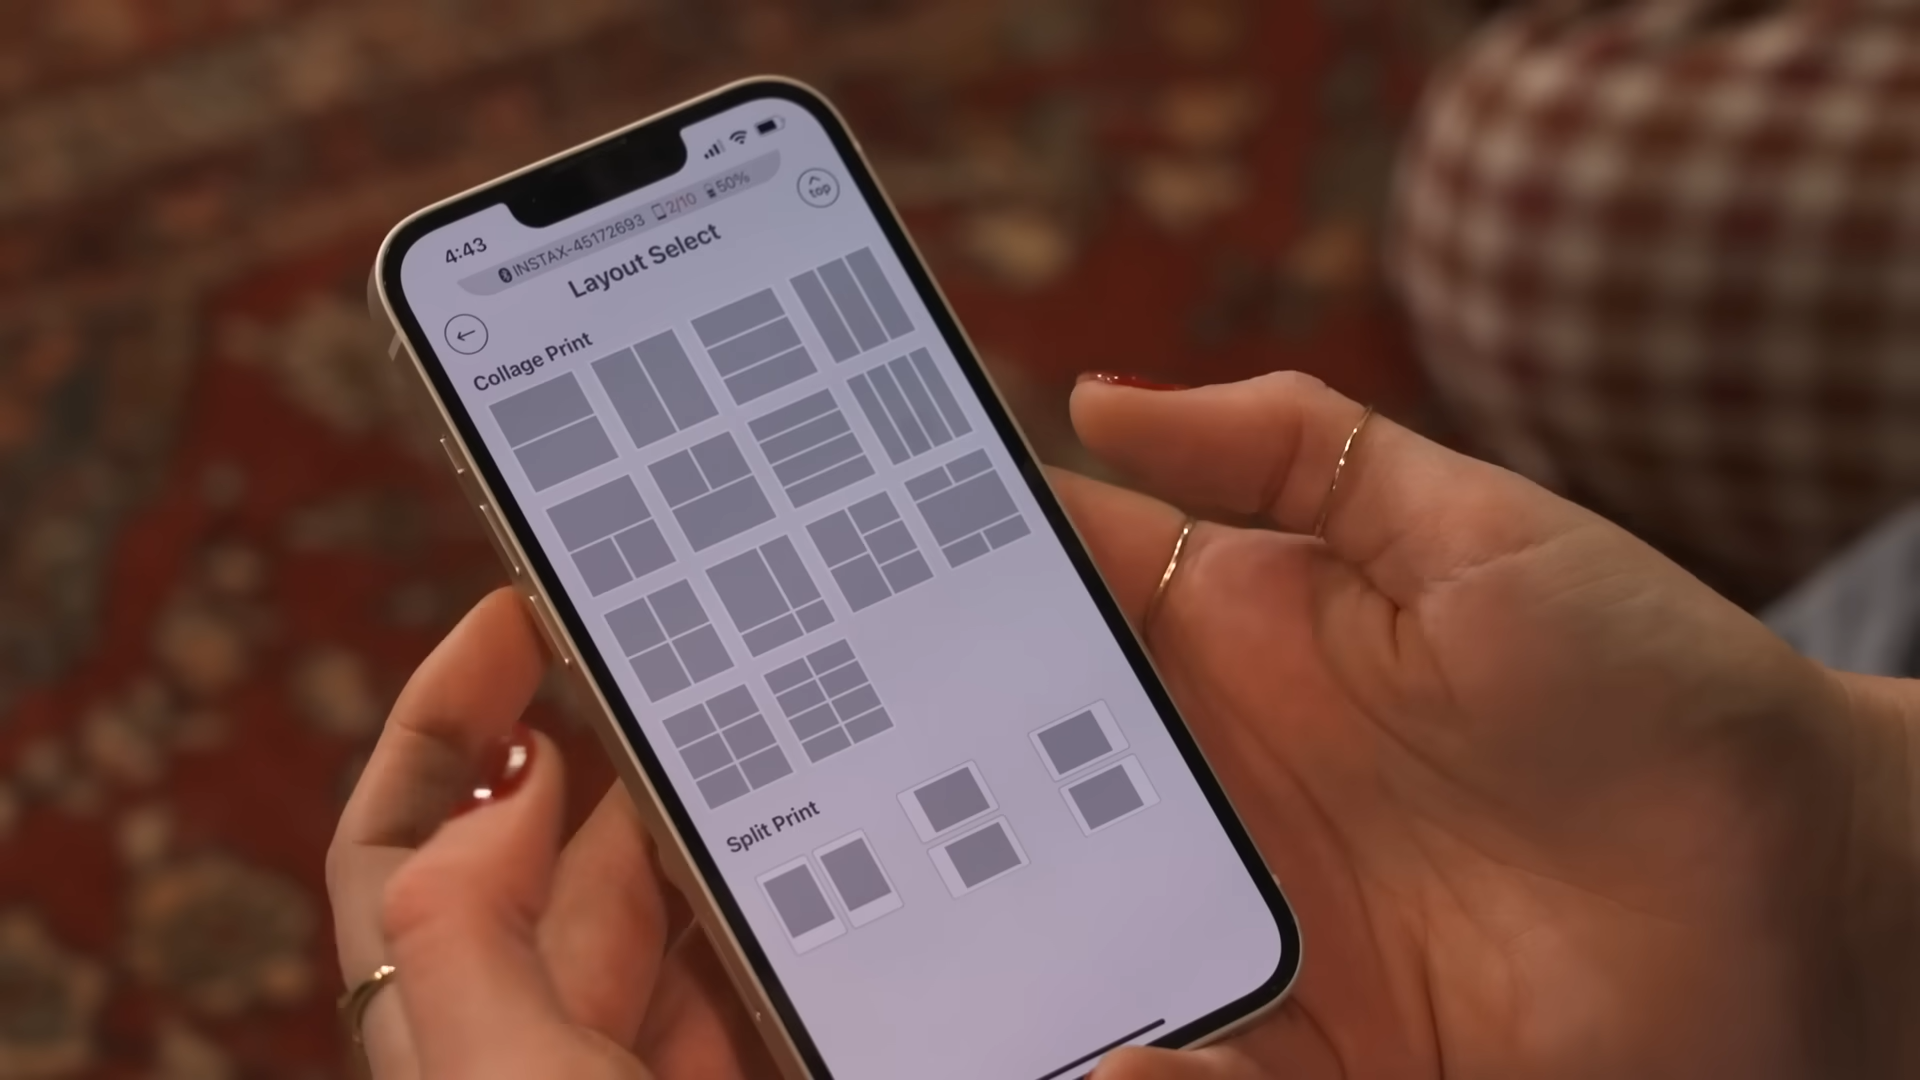 4:43
INSTAX-45172693 2/10 50%
top
Layout Select
Collage Print
Split Print